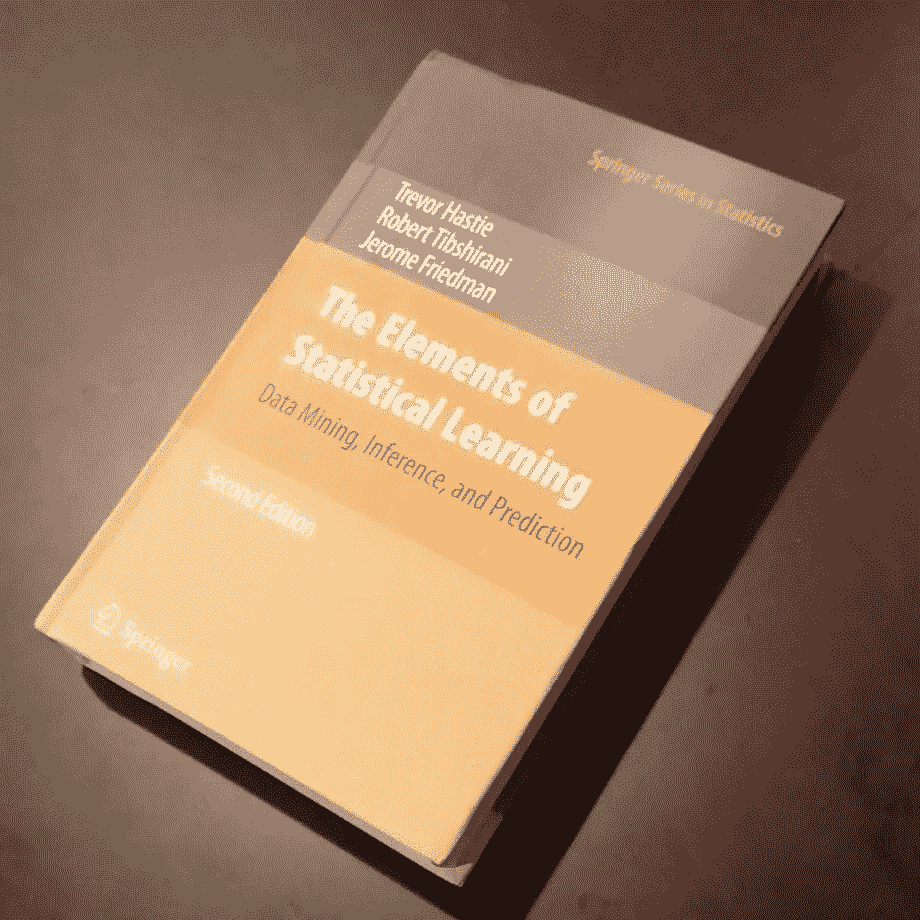 Springer Series in Statistics
Trevor Hastie
Robert Tibshirani
Jerome Friedman
The Elements of
Statistical Learning
Data Mining, Inference, and Prediction
Second Edition
Springer